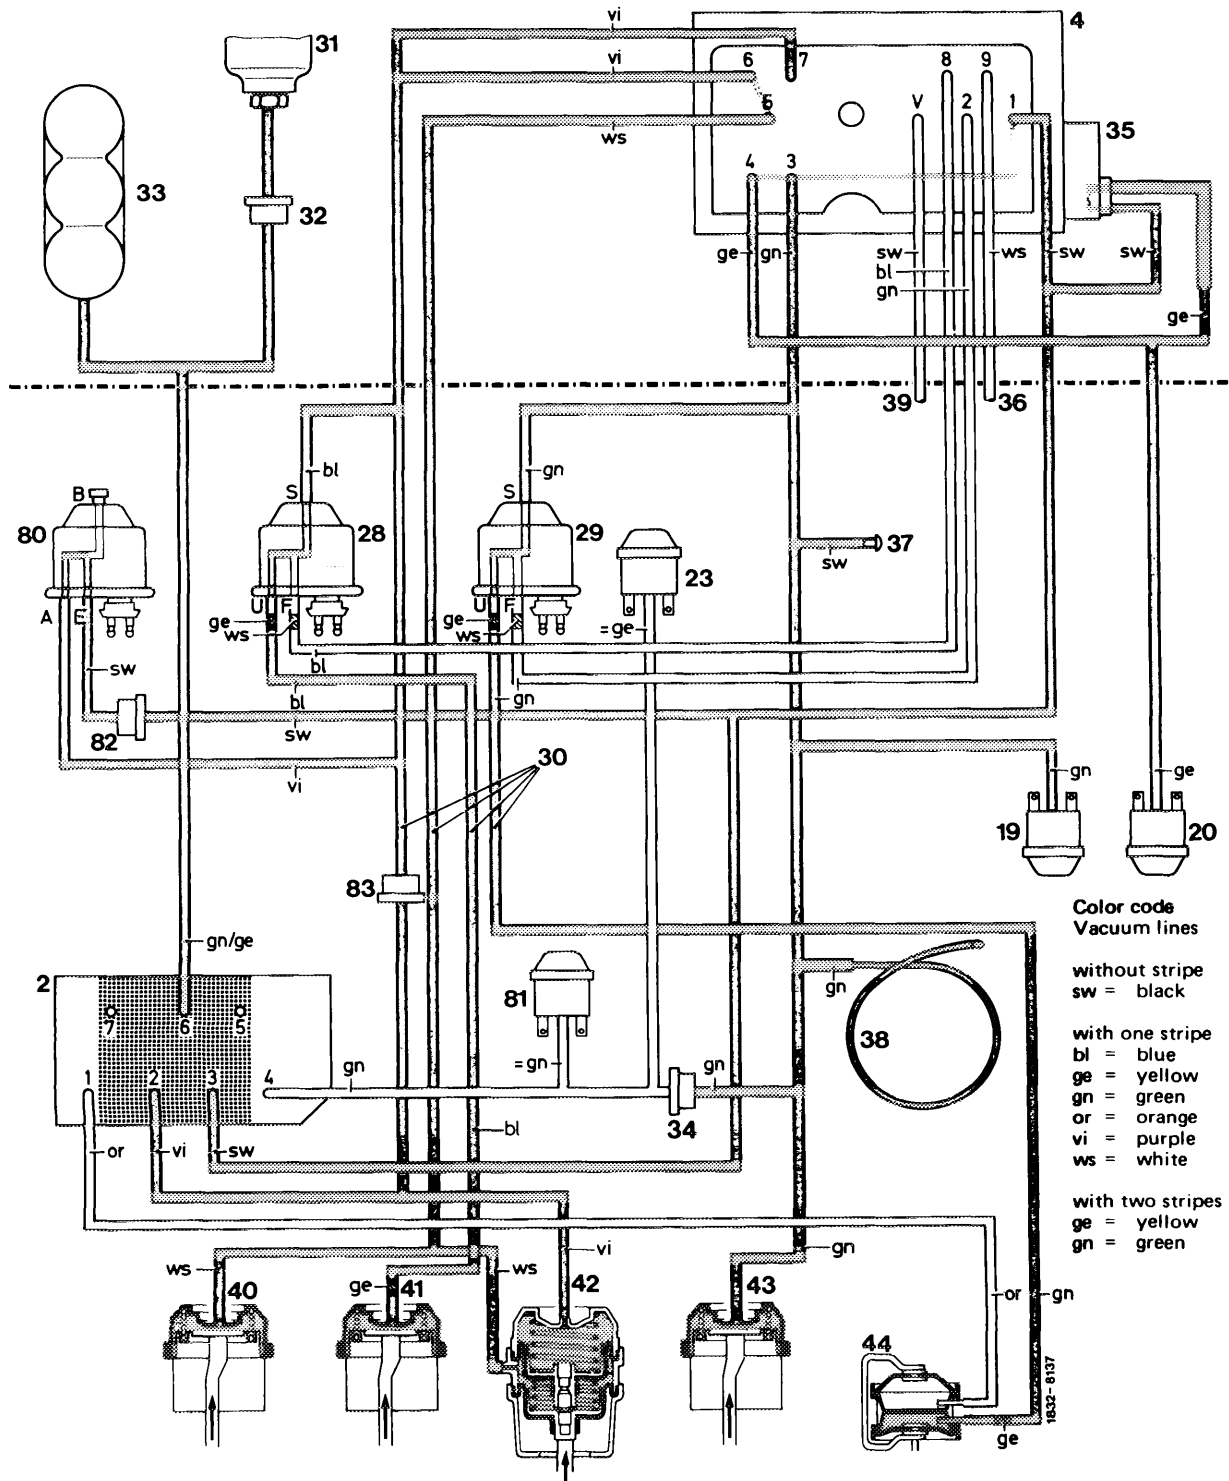 vi
4
31
6
7
8
9
vi
5
V
2
1
ws
35
33
32
4
3
ge
gn
sw
bl
gn
ws
sw
sw
ge
39
36
bl
gn
B
S
S
80
28
29
37
sw
23
A
E
U
F
U
F
ge
ws
ge
ws
= ge
sw
bl
bl
gn
82
sw
vi
30
gn
ge
19
20
83
Color code
Vacuum lines
gn/ge
without stripe
sw = black
2
81
gn
7
6
5
38
with one stripe
bl = blue
ge = yellow
gn = green
or = orange
vi = purple
ws = white
1
2
3
4
gn
= gn
gn
34
or
vi
sw
bl
with two stripes
ge = yellow
gn = green
vi
gn
ws
ws
40
ge
41
42
43
or
gn
44
1832-8137
ge